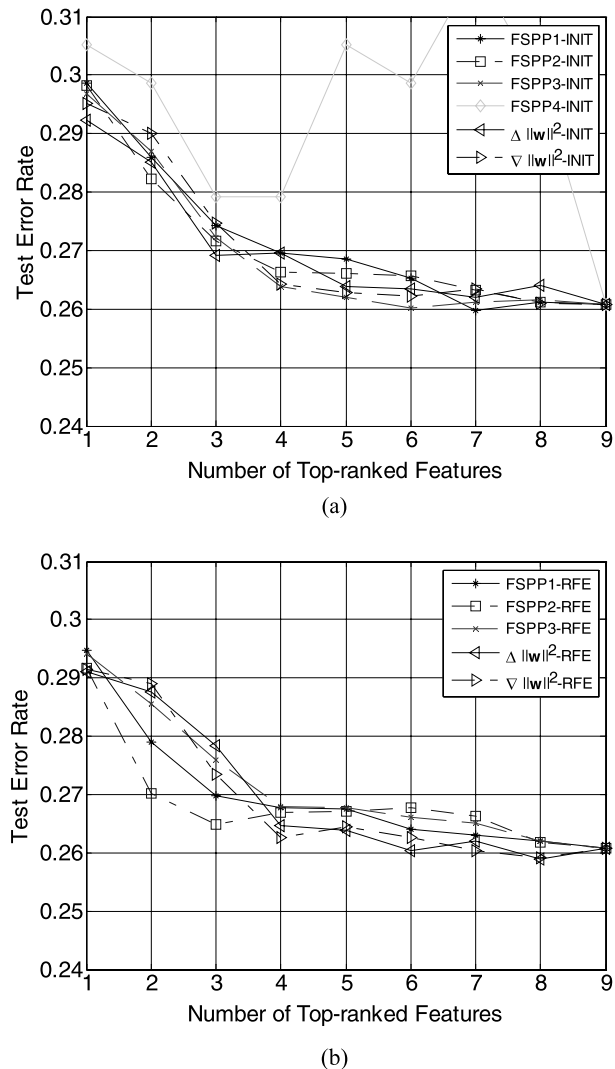 0.3
0.29
0.28
0.27
0.26
0.25
0.24
Test Error Rate
1 2 3 4 5 6 7 8 9
Number of Top-ranked Features
FSPP1-INIT
FSPP2-INIT
FSPP3-INIT
FSPP4-INIT
Δ ||w||²-INIT
∇ ||w||²-INIT
(a)
0.31
0.3
0.29
0.28
0.27
0.26
0.25
0.24
Test Error Rate
1 2 3 4 5 6 7 8 9
Number of Top-ranked Features
FSPP1-RFE
FSPP2-RFE
FSPP3-RFE
Δ ||w||²-RFE
∇ ||w||²-RFE
(b)